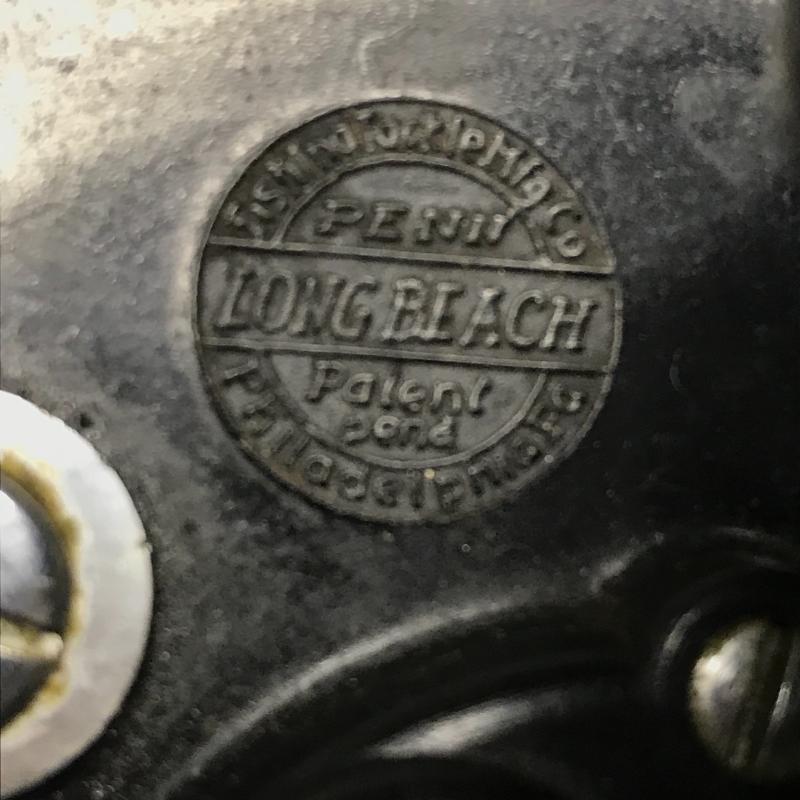 Fishing Tackle Mfg Co
PENN
LONG BEACH
Patent
pend
Philadelphia Pa